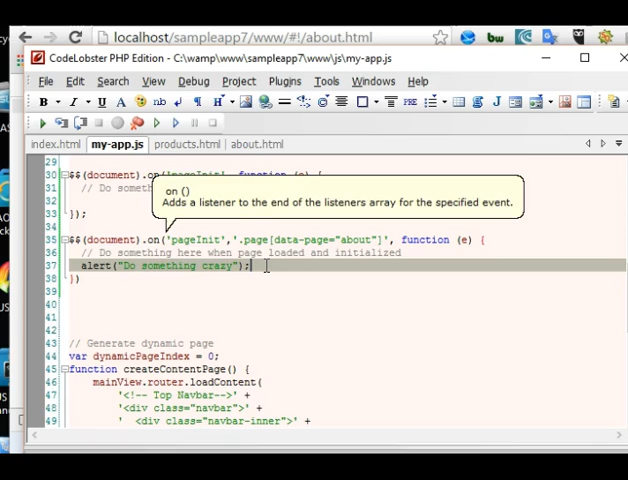 localhost/sampleapp7/www/#!/about.html
CodeLobster PHP Edition - C:\wamp\www\sampleapp7\www\js\my-app.js
File Edit Search View Debug Project Plugins Tools Windows Help
B I U A nb H PRE
index.html my-app.js products.html about.html
29
30 $$(document).on('pageInit', function (e) {
31 // Do some
32
33 });
on ()
Adds a listener to the end of the listeners array for the specified event.
34
35 $$(document).on('pageInit','.page[data-page="about"]', function (e) {
36 // Do something here when page loaded and initialized
37 alert("Do something crazy");
38 })
39
40
41
42
43 // Generate dynamic page
44 var dynamicPageIndex = 0;
45 function createContentPage() {
46 mainView.router.loadContent(
47 '<!-- Top Navbar-->' +
48 '<div class="navbar">' +
49 ' <div class="navbar-inner">' +